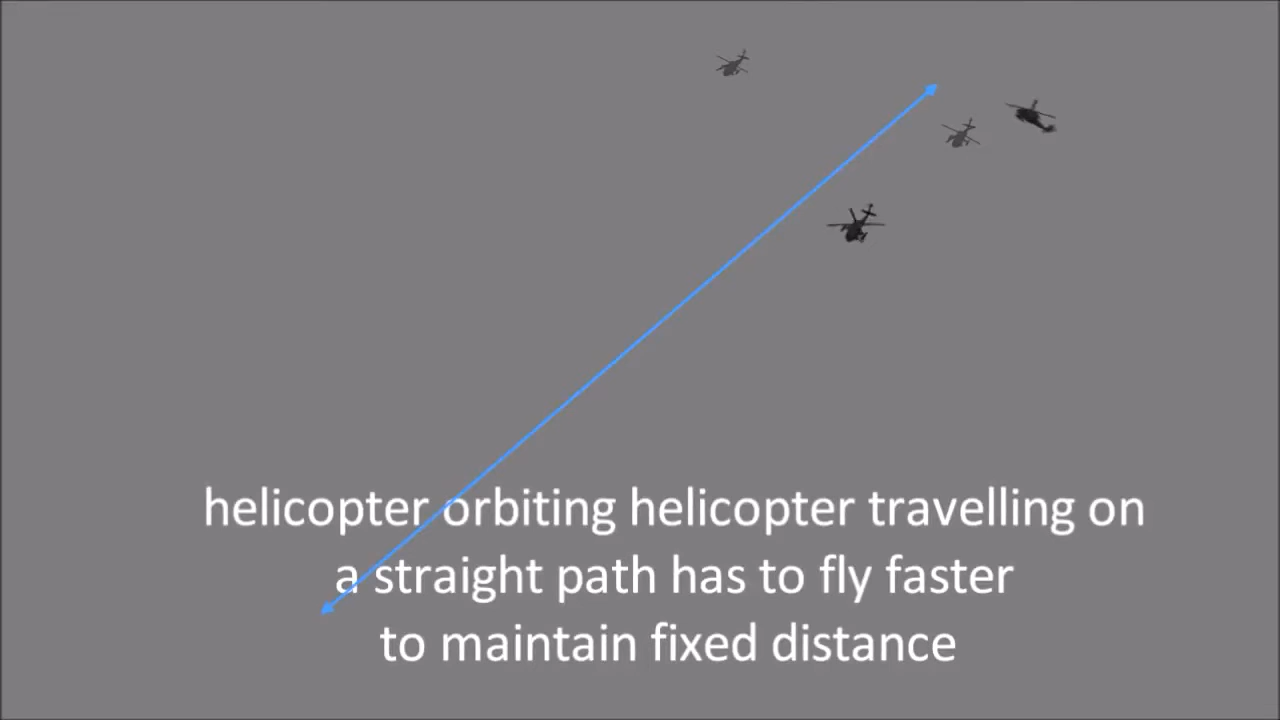 helicopter orbiting helicopter travelling on
a straight path has to fly faster
to maintain fixed distance